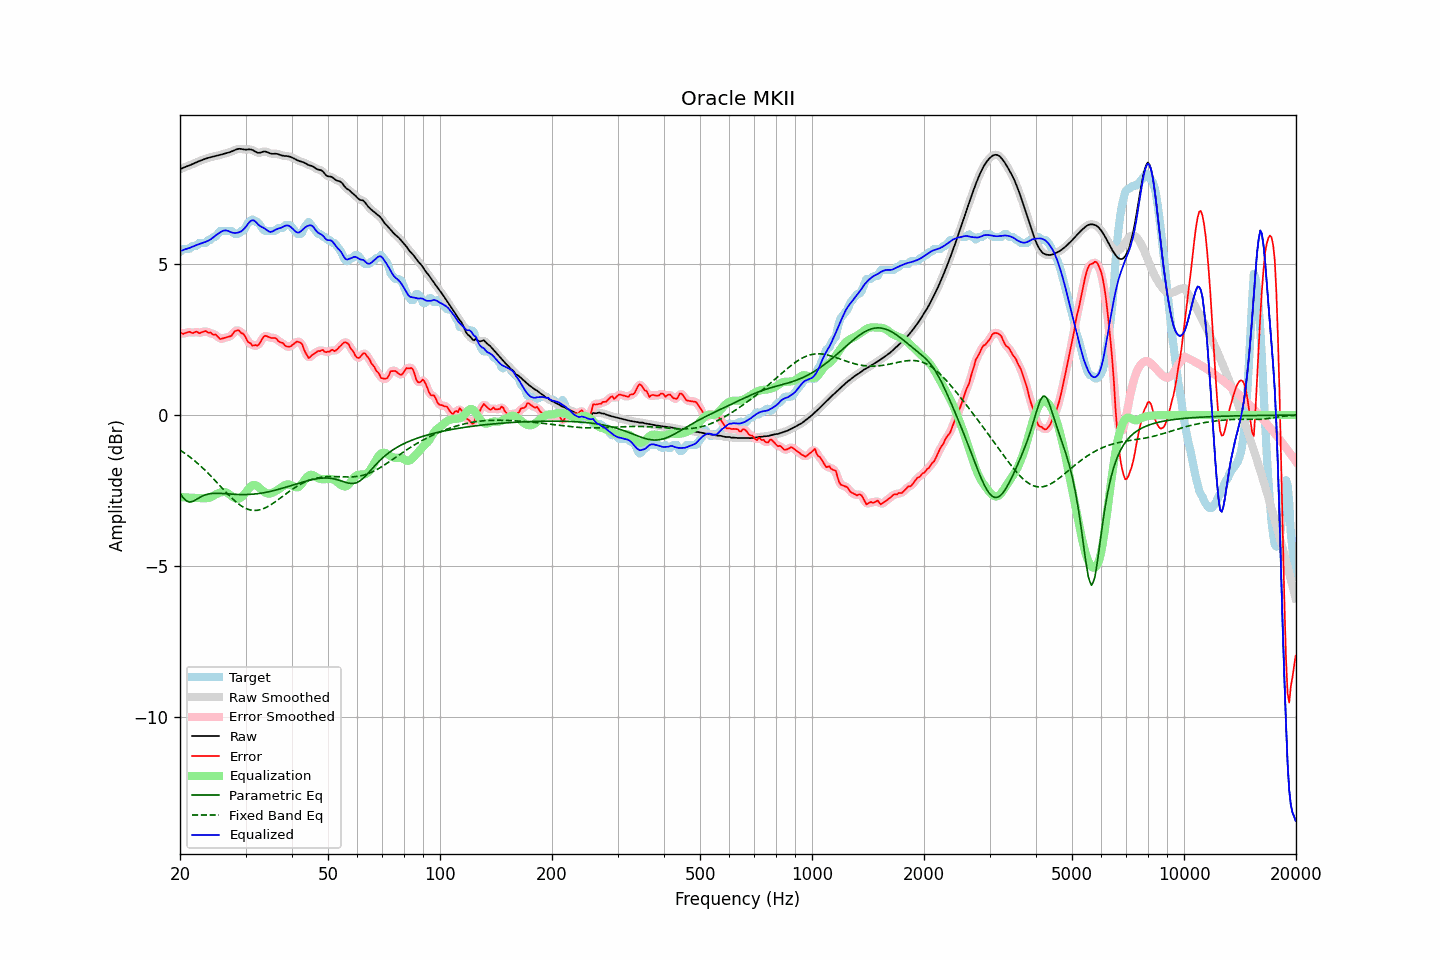 Oracle MKII
Amplitude (dBr)
5
0
−5
−10
Target
Raw Smoothed
Error Smoothed
Raw
Error
Equalization
Parametric Eq
Fixed Band Eq
Equalized
20 50 100 200 500 1000 2000 5000 10000 20000
Frequency (Hz)